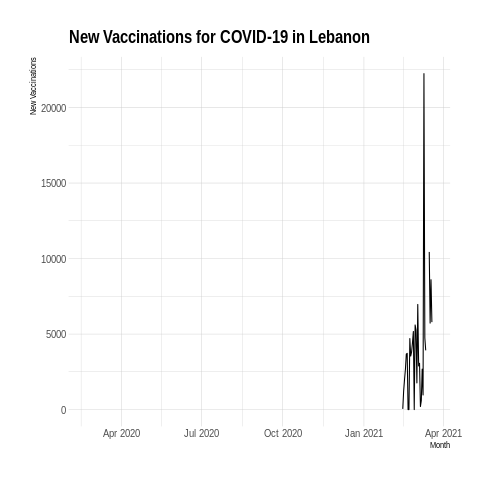 New Vaccinations for COVID-19 in Lebanon
New Vaccinations
20000
15000
10000
5000
0
Apr 2020 Jul 2020 Oct 2020 Jan 2021 Apr 2021
Month